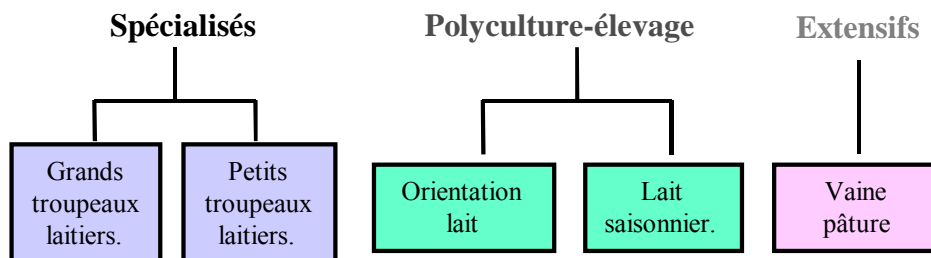 Spécialisés
Polyculture-élevage
Extensifs
Grands
troupeaux
laitiers.
Petits
troupeaux
laitiers.
Orientation
lait
Lait
saisonnier.
Vaine
pâture